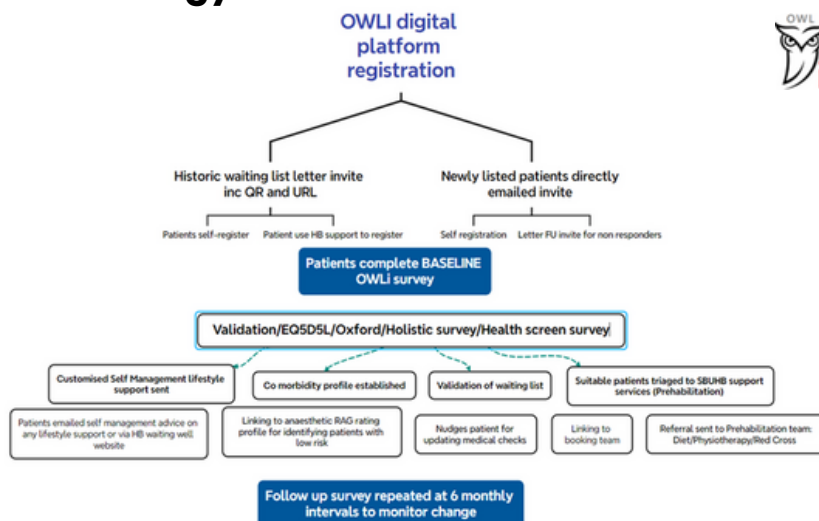 OWLI digital
platform
registration
OWL
Historic waiting list letter invite
inc QR and URL
Newly listed patients directly
emailed invite
Patients self-register
Patient use HB support to register
Self registration
Letter FU invite for non responders
Patients complete BASELINE
OWLi survey
Validation/EQ5D5L/Oxford/Holistic survey/Health screen survey
Customised Self Management lifestyle
support sent
Co morbidity profile established
Validation of waiting list
Suitable patients triaged to SBUHB support
services (Prehabilitation)
Patients emailed self management advice on
any lifestyle support or via HB waiting well
website
Linking to anaesthetic RAG rating
profile for identifying patients with
low risk
Nudges patient for
updating medical checks
Linking to
booking team
Referral sent to Prehabilitation team:
Diet/Physiotherapy/Red Cross
Follow up survey repeated at 6 monthly
intervals to monitor change